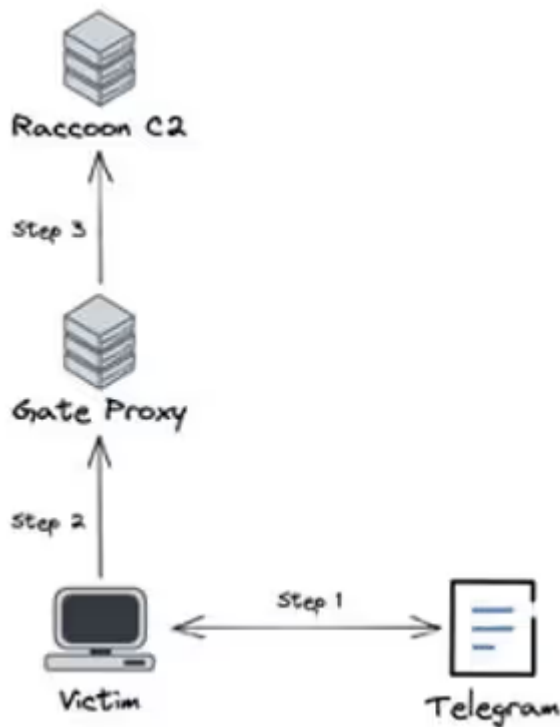 Raccoon C2
Step 3
Gate Proxy
Step 2
Step 1
Victim
Telegram